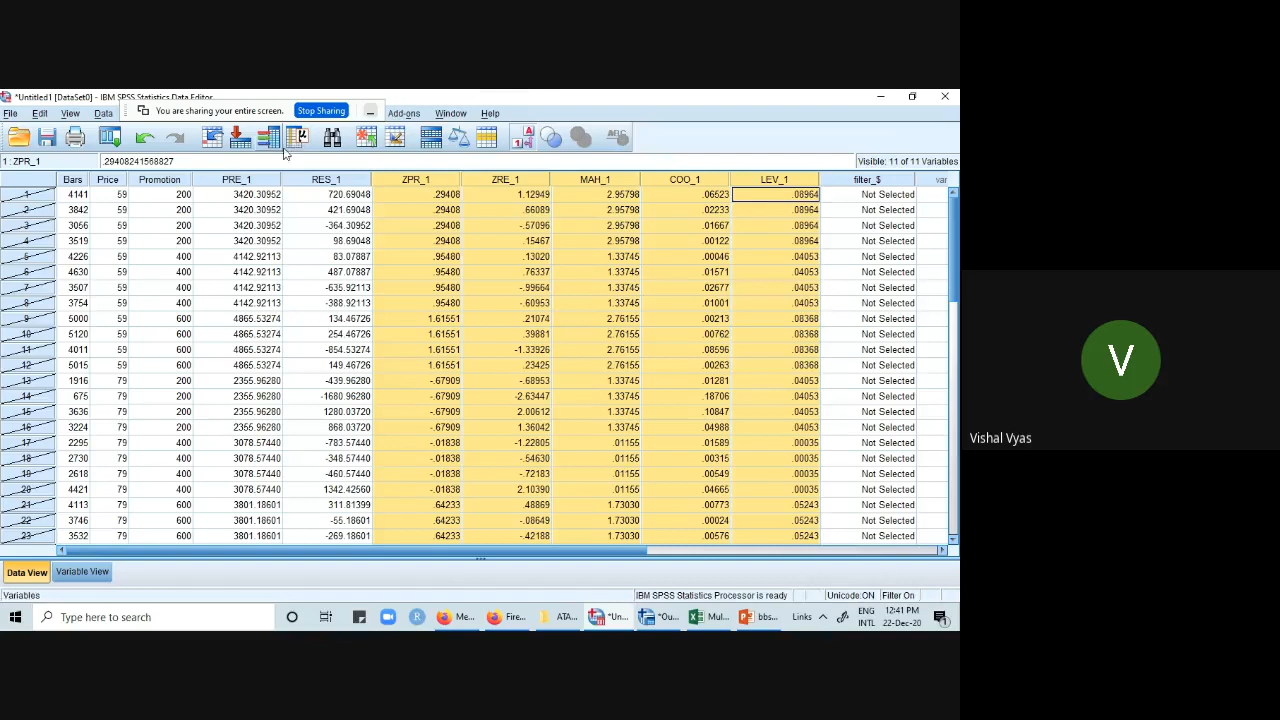 *Untitled1 [DataSet0] - IBM SPSS Statistics Data Editor
You are sharing your entire screen. Stop Sharing
File Edit View Data Add-ons Window Help
1 : ZPR_1 .29408241568827 Visible: 11 of 11 Variables
Bars Price Promotion PRE_1 RES_1 ZPR_1 ZRE_1 MAH_1 COO_1 LEV_1 filter_$ var
1 4141 59 200 3420.30952 720.69048 .29408 1.12949 2.95798 .06523 .08964 Not Selected
2 3842 59 200 3420.30952 421.69048 .29408 .66089 2.95798 .02233 .08964 Not Selected
3 3056 59 200 3420.30952 -364.30952 .29408 -.57096 2.95798 .01667 .08964 Not Selected
4 3519 59 200 3420.30952 98.69048 .29408 .15467 2.95798 .00122 .08964 Not Selected
5 4226 59 400 4142.92113 83.07887 .95480 .13020 1.33745 .00046 .04053 Not Selected
6 4630 59 400 4142.92113 487.07887 .95480 .76337 1.33745 .01571 .04053 Not Selected
7 3507 59 400 4142.92113 -635.92113 .95480 -.99664 1.33745 .02677 .04053 Not Selected
8 3754 59 400 4142.92113 -388.92113 .95480 -.60953 1.33745 .01001 .04053 Not Selected
9 5000 59 600 4865.53274 134.46726 1.61551 .21074 2.76155 .00213 .08368 Not Selected
10 5120 59 600 4865.53274 254.46726 1.61551 .39881 2.76155 .00762 .08368 Not Selected
11 4011 59 600 4865.53274 -854.53274 1.61551 -1.33926 2.76155 .08596 .08368 Not Selected
12 5015 59 600 4865.53274 149.46726 1.61551 .23425 2.76155 .00263 .08368 Not Selected
13 1916 79 200 2355.96280 -439.96280 -.67909 -.68953 1.33745 .01281 .04053 Not Selected
14 675 79 200 2355.96280 -1680.96280 -.67909 -2.63447 1.33745 .18706 .04053 Not Selected
15 3636 79 200 2355.96280 1280.03720 -.67909 2.00612 1.33745 .10847 .04053 Not Selected
16 3224 79 200 2355.96280 868.03720 -.67909 1.36042 1.33745 .04988 .04053 Not Selected
17 2295 79 400 3078.57440 -783.57440 -.01838 -1.22805 .01155 .01589 .00035 Not Selected
18 2730 79 400 3078.57440 -348.57440 -.01838 -.54630 .01155 .00315 .00035 Not Selected
19 2618 79 400 3078.57440 -460.57440 -.01838 -.72183 .01155 .00549 .00035 Not Selected
20 4421 79 400 3078.57440 1342.42560 -.01838 2.10390 .01155 .04665 .00035 Not Selected
21 4113 79 600 3801.18601 311.81399 .64233 .48869 1.73030 .00773 .05243 Not Selected
22 3746 79 600 3801.18601 -55.18601 .64233 -.08649 1.73030 .00024 .05243 Not Selected
23 3532 79 600 3801.18601 -269.18601 .64233 -.42188 1.73030 .00576 .05243 Not Selected
Data View Variable View
Variables IBM SPSS Statistics Processor is ready Unicode:ON Filter On
Type here to search R Me... Fire... ATA... *Un... *Ou... Mul... bbs... Links ENG INTL 12:41 PM 22-Dec-20 1
V
Vishal Vyas